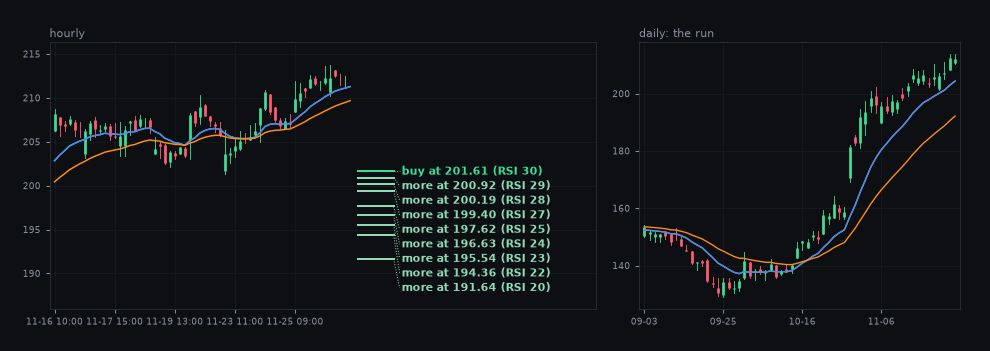 hourly
215
210
205
200
195
190
buy at 201.61 (RSI 30)
more at 200.92 (RSI 29)
more at 200.19 (RSI 28)
more at 199.40 (RSI 27)
more at 197.62 (RSI 25)
more at 196.63 (RSI 24)
more at 195.54 (RSI 23)
more at 194.36 (RSI 22)
more at 191.64 (RSI 20)
11-16 10:00 11-17 15:00 11-19 13:00 11-23 11:00 11-25 09:00
daily: the run
200
180
160
140
09-03 09-25 10-16 11-06